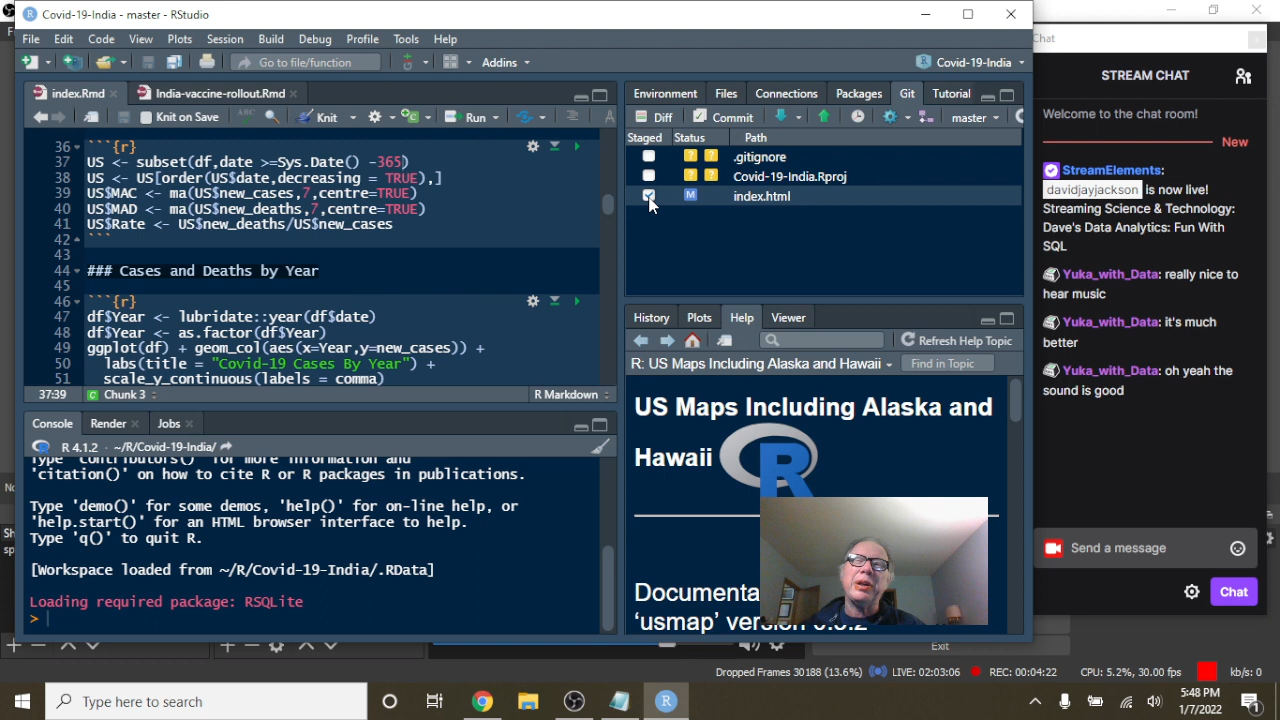 Covid-19-India - master - RStudio
File Edit Code View Plots Session Build Debug Profile Tools Help
Go to file/function
Addins
Covid-19-India
index.Rmd
India-vaccine-rollout.Rmd
Knit on Save
Knit
Run
36 ```{r}
37 US <- subset(df,date >=Sys.Date() -365)
38 US <- US[order(US$date,decreasing = TRUE),]
39 US$MAC <- ma(US$new_cases,7,centre=TRUE)
40 US$MAD <- ma(US$new_deaths,7,centre=TRUE)
41 US$Rate <- US$new_deaths/US$new_cases
42 ```
43
44 ### Cases and Deaths by Year
45
46 ```{r}
47 df$Year <- lubridate::year(df$date)
48 df$Year <- as.factor(df$Year)
49 ggplot(df) + geom_col(aes(x=Year,y=new_cases)) +
50 labs(title = "Covid-19 Cases By Year") +
51 scale_y_continuous(labels = comma)
37:39 Chunk 3 R Markdown
Console Render Jobs
R 4.1.2 · ~/R/Covid-19-India/
Type 'contributors()' for more information and
'citation()' on how to cite R or R packages in publications.
Type 'demo()' for some demos, 'help()' for on-line help, or
'help.start()' for an HTML browser interface to help.
Type 'q()' to quit R.
[Workspace loaded from ~/R/Covid-19-India/.RData]
Loading required package: RSQLite
>
Environment Files Connections Packages Git Tutorial
Diff Commit master
Staged Status Path
? ? .gitignore
? ? Covid-19-India.Rproj
M index.html
History Plots Help Viewer
Refresh Help Topic
R: US Maps Including Alaska and Hawaii
Find in Topic
US Maps Including Alaska and
Hawaii
Documenta
'usmap' versi
Chat
STREAM CHAT
Welcome to the chat room!
New
StreamElements:
davidjayjackson is now live!
Streaming Science & Technology:
Dave's Data Analytics: Fun With
SQL
Yuka_with_Data: really nice to
hear music
Yuka_with_Data: it's much
better
Yuka_with_Data: oh yeah the
sound is good
Send a message
Chat
Exit
Dropped Frames 30188 (13.6%) LIVE: 02:03:06 REC: 00:04:22 CPU: 5.2%, 30.00 fps kb/s: 0
Type here to search
5:48 PM
1/7/2022
1